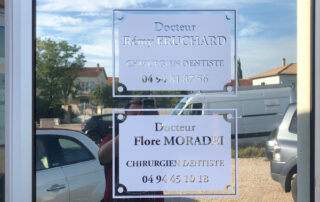 Docteur
Rémy FRUCHARD
CHIRURGIEN DENTISTE
Docteur
Flore MORADEI
CHIRURGIEN DENTISTE
04 94 45 10 18